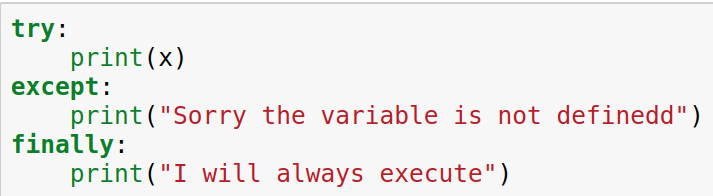 try:
    print(x)
except:
    print("Sorry the variable is not definedd")
finally:
    print("I will always execute")